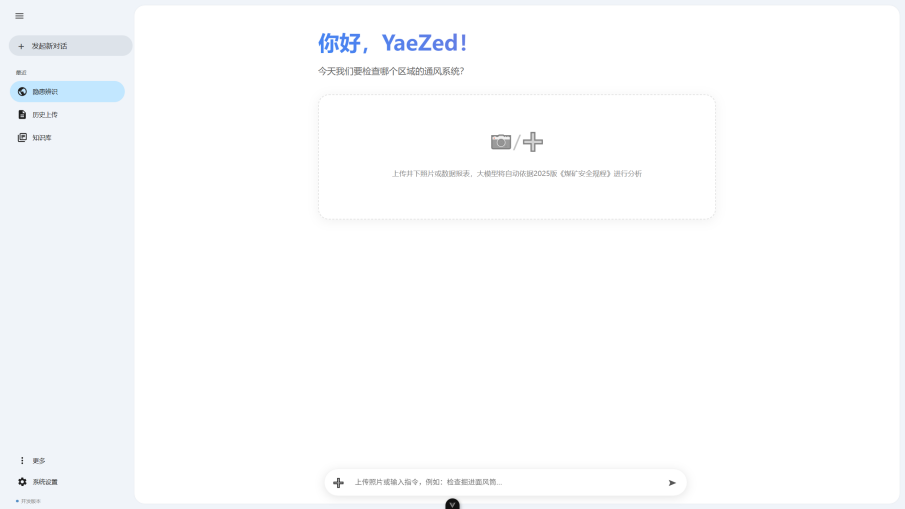 发起新对话
最近
隐患辨识
历史上传
知识库
你好，YaeZed！
今天我们要检查哪个区域的通风系统？
上传井下照片或数据报表，大模型将自动依据2025版《煤矿安全规程》进行分析
更多
系统设置
上传照片或输入指令，例如：检查掘进面风筒...